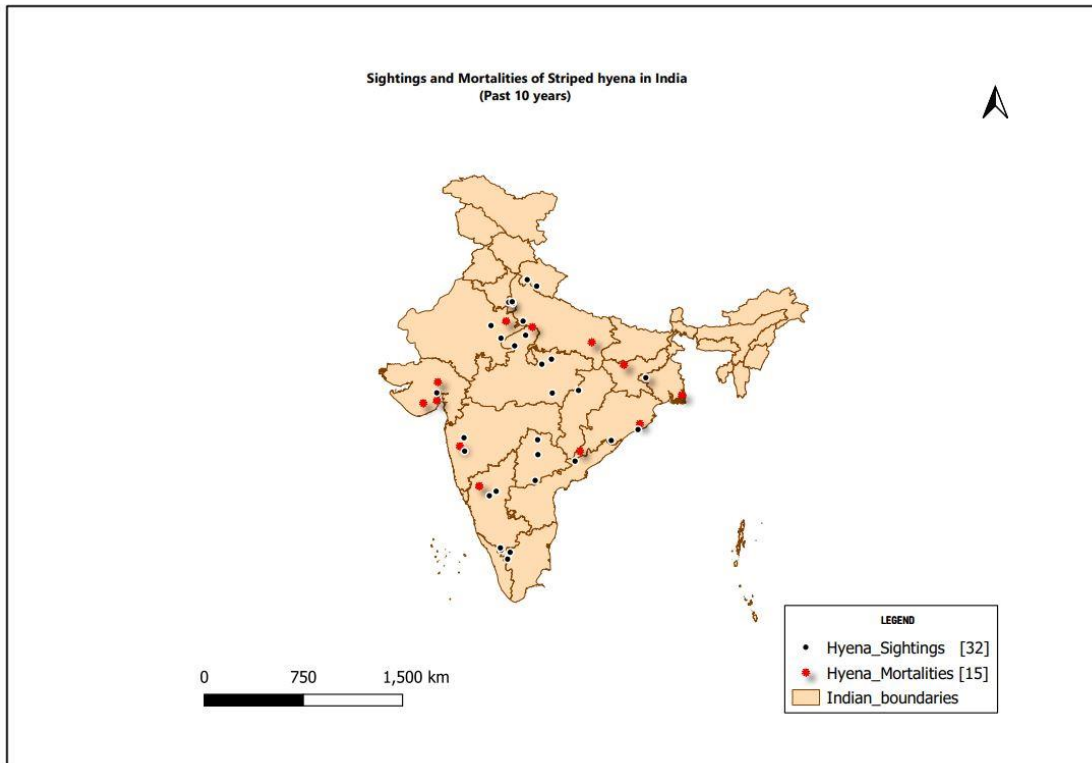 Sightings and Mortalities of Striped hyena in India
(Past 10 years)
LEGEND
Hyena_Sightings [32]
Hyena_Mortalities [15]
Indian_boundaries
0 750 1,500 km